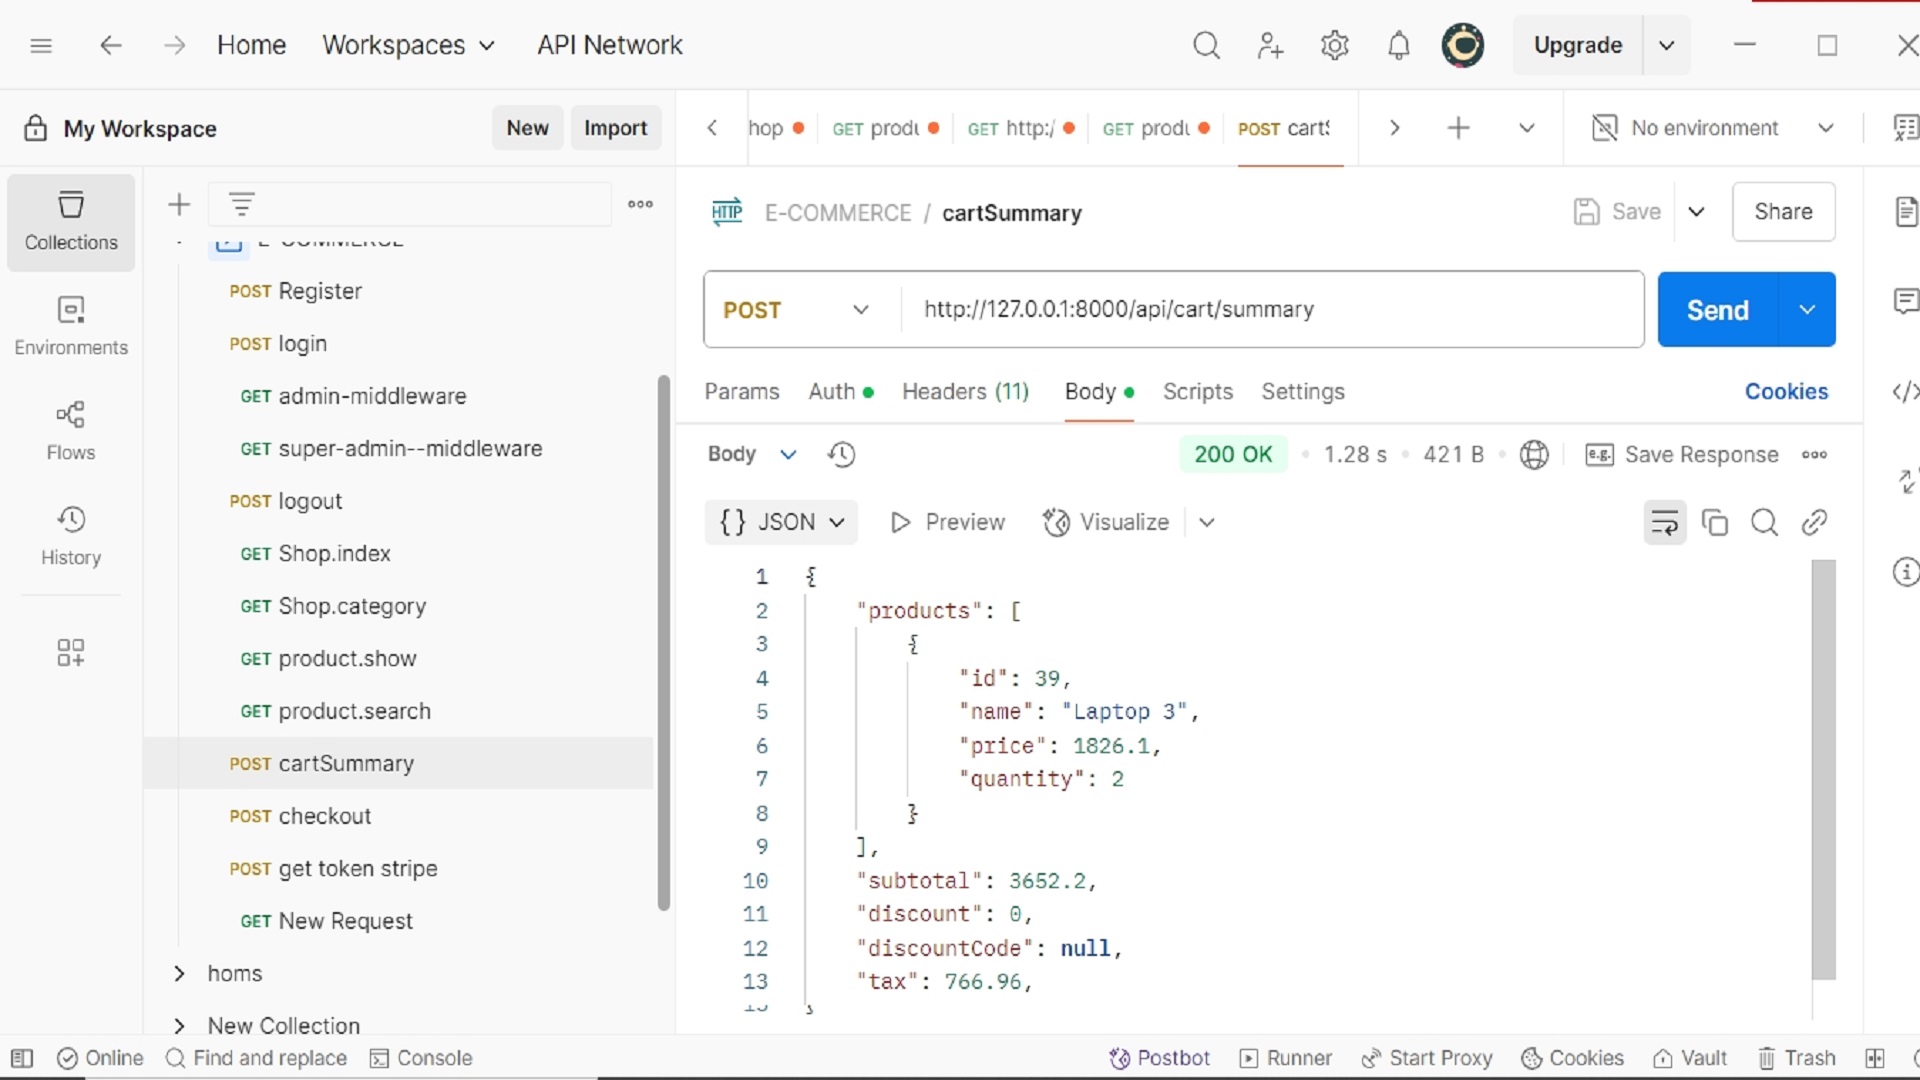 Home Workspaces API Network Upgrade
My Workspace New Import
hop GET produ GET http:/ GET produ POST cartS No environment
Collections
Environments
Flows
History
E-COMMERCE
POST Register
POST login
GET admin-middleware
GET super-admin--middleware
POST logout
GET Shop.index
GET Shop.category
GET product.show
GET product.search
POST cartSummary
POST checkout
POST get token stripe
GET New Request
homs
New Collection
HTTP E-COMMERCE / cartSummary Save Share
POST http://127.0.0.1:8000/api/cart/summary Send
Params Auth Headers (11) Body Scripts Settings Cookies
Body 200 OK 1.28 s 421 B e.g. Save Response
{} JSON Preview Visualize
1 {
2 "products": [
3 {
4 "id": 39,
5 "name": "Laptop 3",
6 "price": 1826.1,
7 "quantity": 2
8 }
9 ],
10 "subtotal": 3652.2,
11 "discount": 0,
12 "discountCode": null,
13 "tax": 766.96,
Online Find and replace Console Postbot Runner Start Proxy Cookies Vault Trash